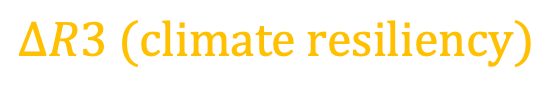 Δ𝑅3 (climate resiliency)